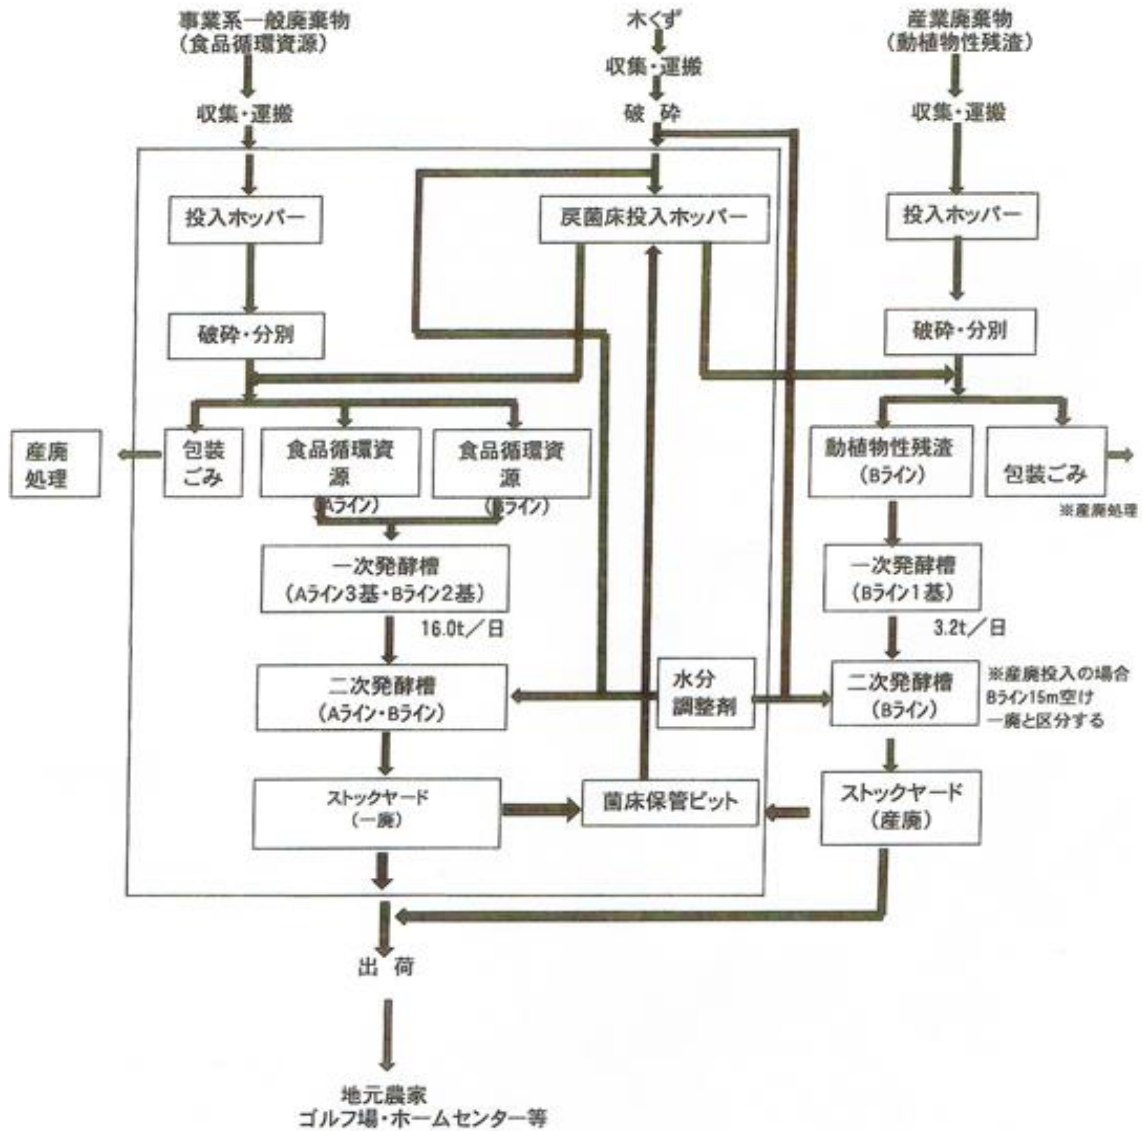 事業系一般廃棄物
(食品循環資源)
木くず
産業廃棄物
(動植物性残渣)
収集・運搬
収集・運搬
収集・運搬
破 砕
投入ホッパー
戻菌床投入ホッパー
投入ホッパー
破砕・分別
破砕・分別
産廃
処理
包装
ごみ
食品循環資
源
(Aライン)
食品循環資
源
(Bライン)
動植物性残渣
(Bライン)
包装ごみ
※産廃処理
一次発酵槽
(Aライン3基・Bライン2基)
一次発酵槽
(Bライン1基)
16.0t/日
3.2t/日
二次発酵槽
(Aライン・Bライン)
水分
調整剤
二次発酵槽
(Bライン)
※産廃投入の場合
Bライン15m空け
一廃と区分する
ストックヤード
(一廃)
菌床保管ピット
ストックヤード
(産廃)
出 荷
地元農家
ゴルフ場・ホームセンター等